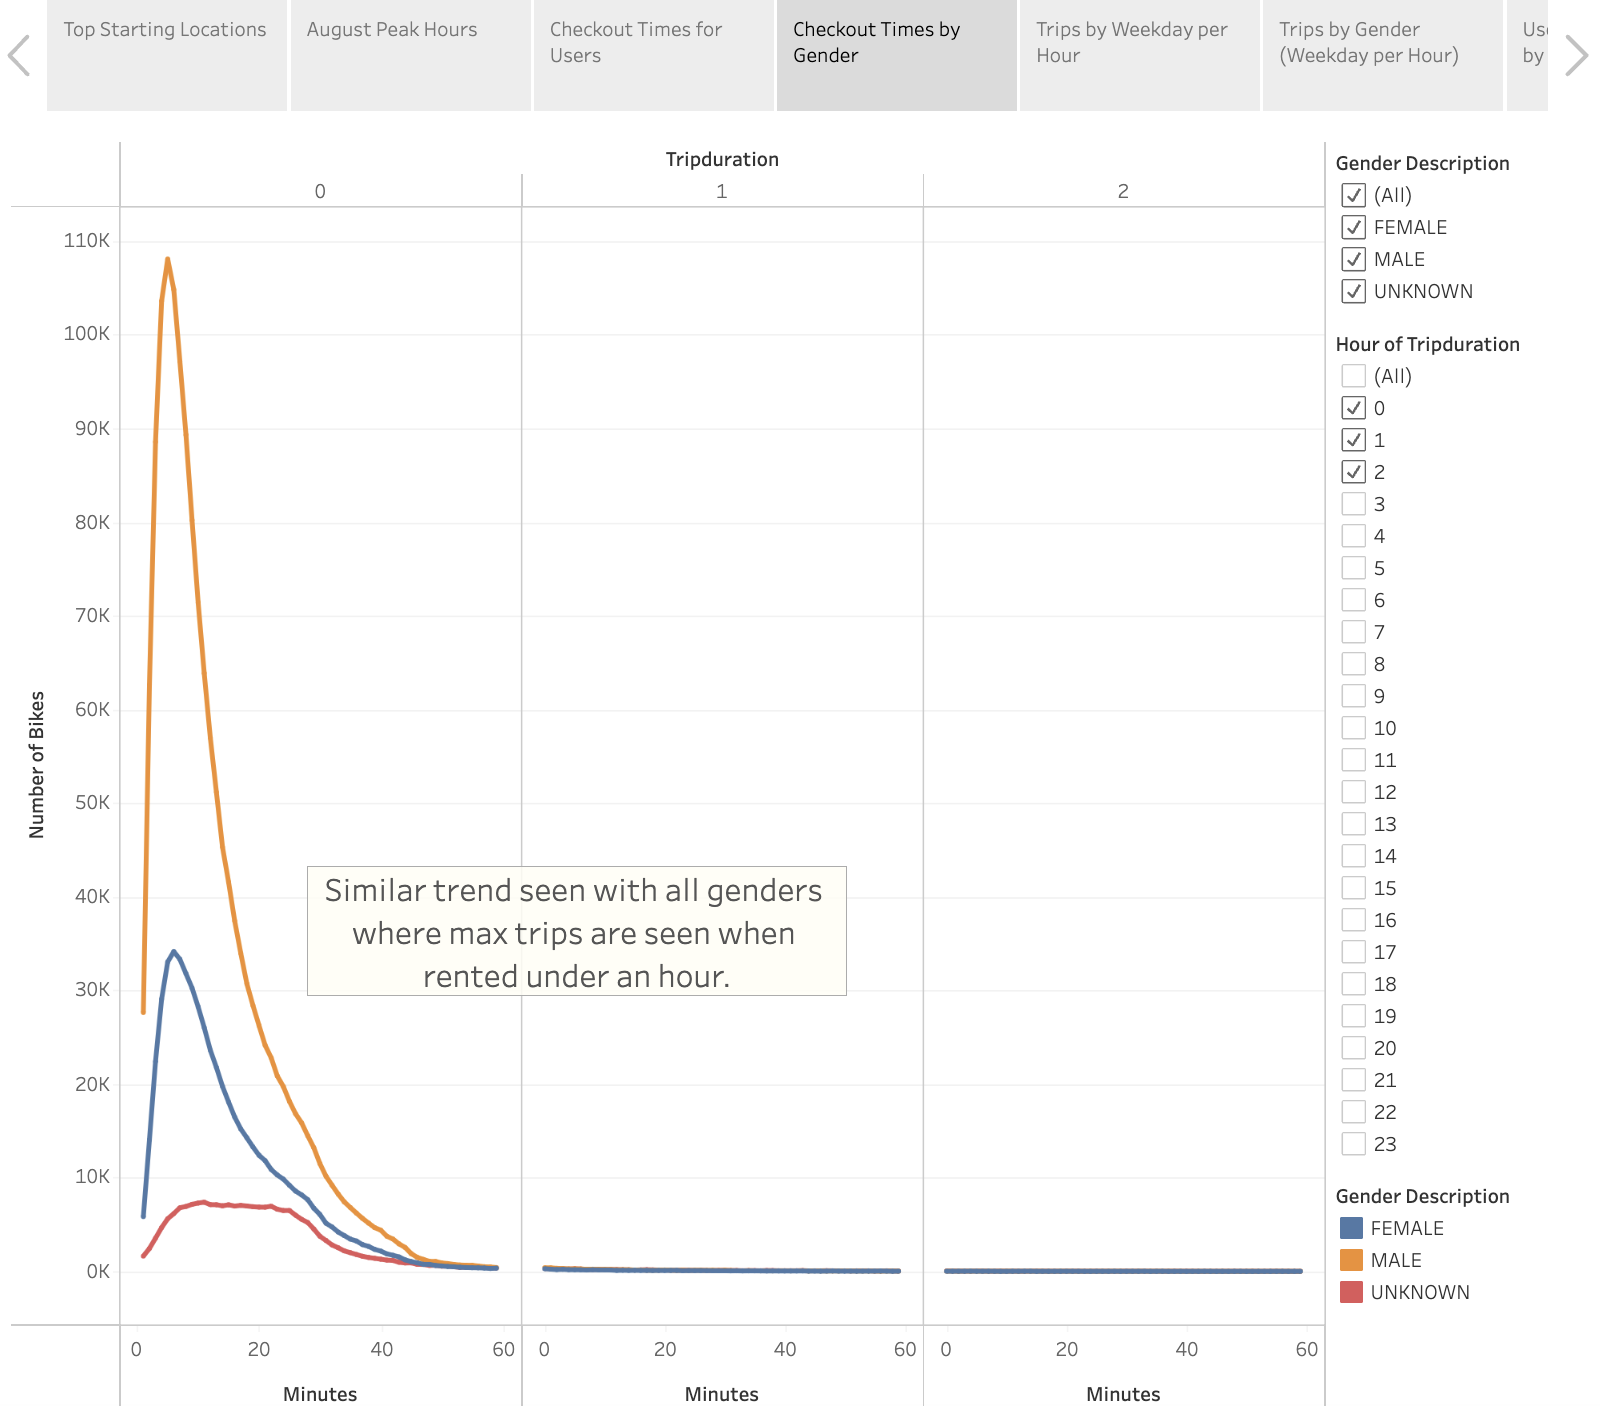 Top Starting Locations
August Peak Hours
Checkout Times for
Users
Checkout Times by
Gender
Trips by Weekday per
Hour
Trips by Gender
(Weekday per Hour)
by
Tripduration
0 1 2
110K
100K
90K
80K
70K
60K
50K
40K
30K
20K
10K
0K
Number of Bikes
Similar trend seen with all genders
where max trips are seen when
rented under an hour.
0 20 40 60 0 20 40 60 0 20 40 60
Minutes Minutes Minutes
Gender Description
(All)
FEMALE
MALE
UNKNOWN
Hour of Tripduration
(All)
0
1
2
3
4
5
6
7
8
9
10
11
12
13
14
15
16
17
18
19
20
21
22
23
Gender Description
FEMALE
MALE
UNKNOWN